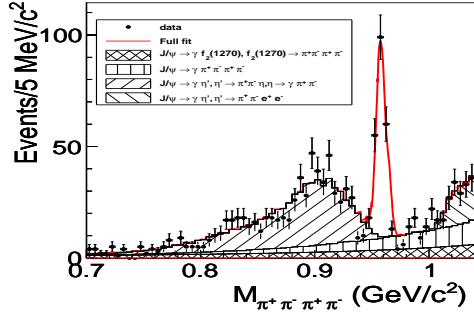 100
50
0
Events/5 MeV/c²
data
Full fit
J/ψ→γ f₂(1270), f₂(1270)→π⁺π⁻π⁺π⁻
J/ψ→γ π⁺π⁻π⁺π⁻
J/ψ→γ η', η'→π⁺π⁻η,η→γ π⁺π⁻
J/ψ→γ η', η'→π⁺π⁻e⁺e⁻
0.7 0.8 0.9 1
M_π⁺π⁻π⁺π⁻ (GeV/c²)